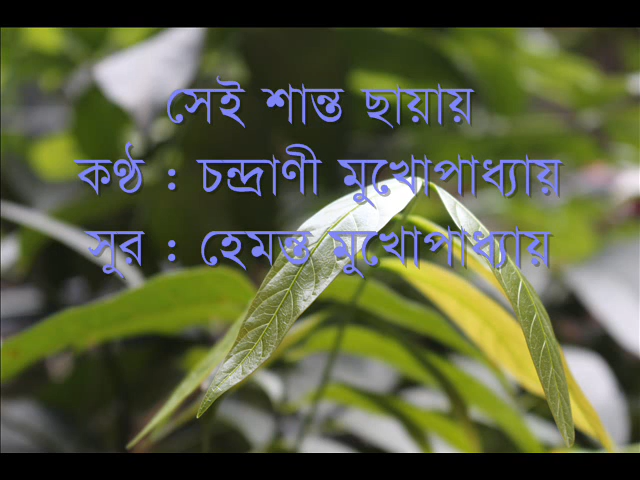 সেই শান্ত ছায়ায়
কণ্ঠ : চন্দ্রাণী মুখোপাধ্যায়
সুর : হেমন্ত মুখোপাধ্যায়